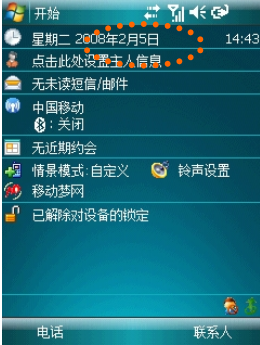 开始
星期二 2008年2月5日 14:43
点击此处设置主人信息
无未读短信/邮件
中国移动
：关闭
无近期约会
情景模式:自定义 铃声设置
移动梦网
已解除对设备的锁定
电话 联系人